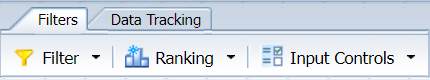 Filters Data Tracking
Filter Ranking Input Controls